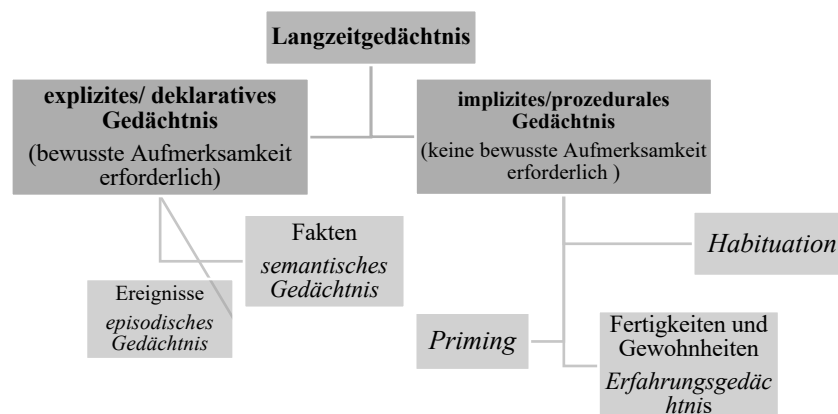 Langzeitgedächtnis
explizites/ deklaratives
Gedächtnis
(bewusste Aufmerksamkeit
erforderlich)
implizites/prozedurales
Gedächtnis
(keine bewusste Aufmerksamkeit
erforderlich )
Fakten
semantisches
Gedächtnis
Ereignisse
episodisches
Gedächtnis
Habituation
Priming
Fertigkeiten und
Gewohnheiten
Erfahrungsgedäc
htnis